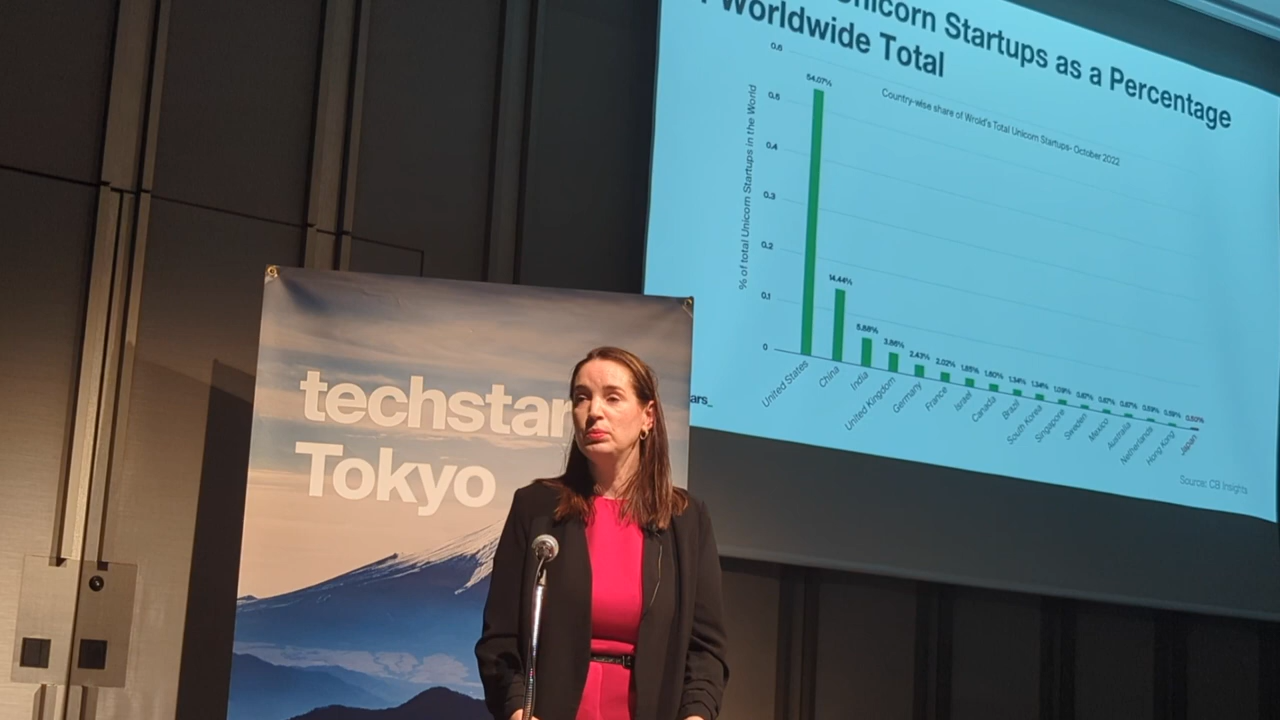 Unicorn Startups as a Percentage
Worldwide Total
Country-wise share of Wrold's Total Unicorn Startups- October 2022
% of total Unicorn Startups in the World
0.6
0.5
0.4
0.3
0.2
0.1
0
54.07%
14.44%
5.88%
3.86%
2.43%
2.02%
1.85%
1.60%
1.34%
1.34%
1.09%
0.67%
0.67%
0.67%
0.59%
0.59%
0.50%
United States
China
India
United Kingdom
Germany
France
Israel
Canada
Brazil
South Korea
Singapore
Sweden
Mexico
Australia
Netherlands
Hong Kong
Japan
ars_
Source: CB Insights
techstar
Tokyo